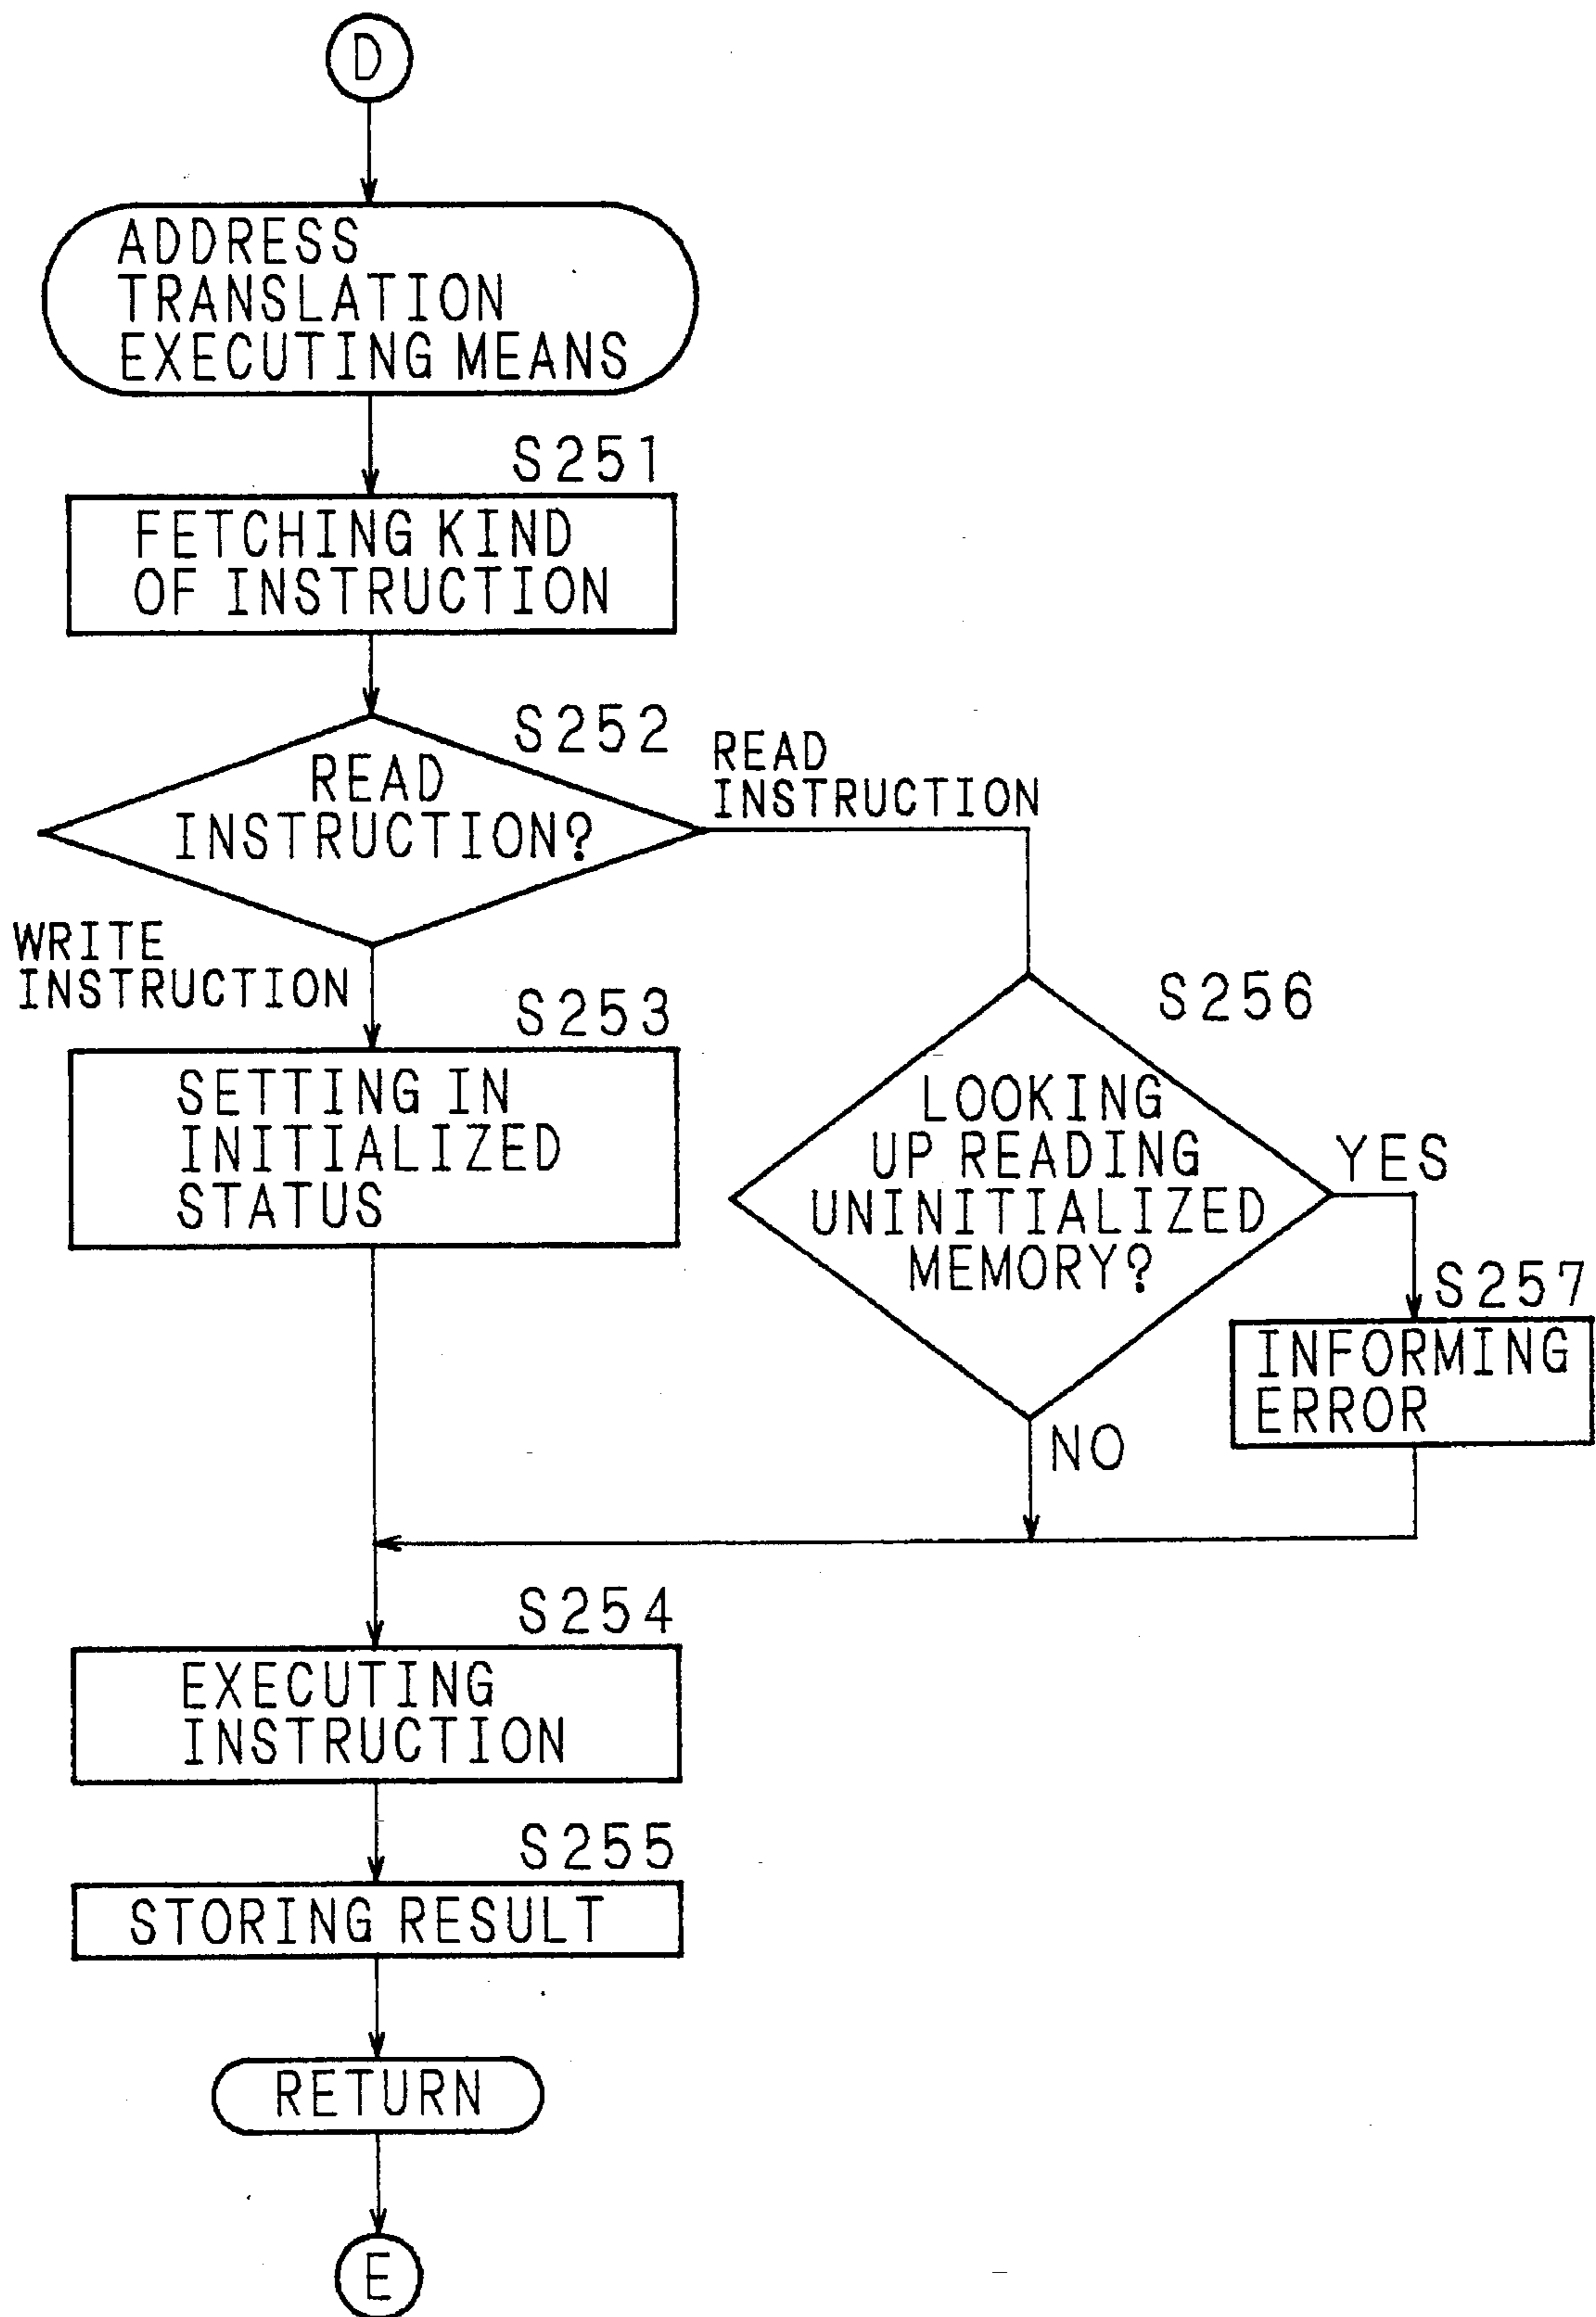 D
ADDRESS
TRANSLATION
EXECUTING MEANS
S251
FETCHING KIND
OF INSTRUCTION
S252
READ
INSTRUCTION?
READ
INSTRUCTION
WRITE
INSTRUCTION
S253
SETTING IN
INITIALIZED
STATUS
S256
LOOKING
UP READING
UNINITIALIZED
MEMORY?
YES
S257
INFORMING
ERROR
NO
S254
EXECUTING
INSTRUCTION
S255
STORING RESULT
RETURN
E